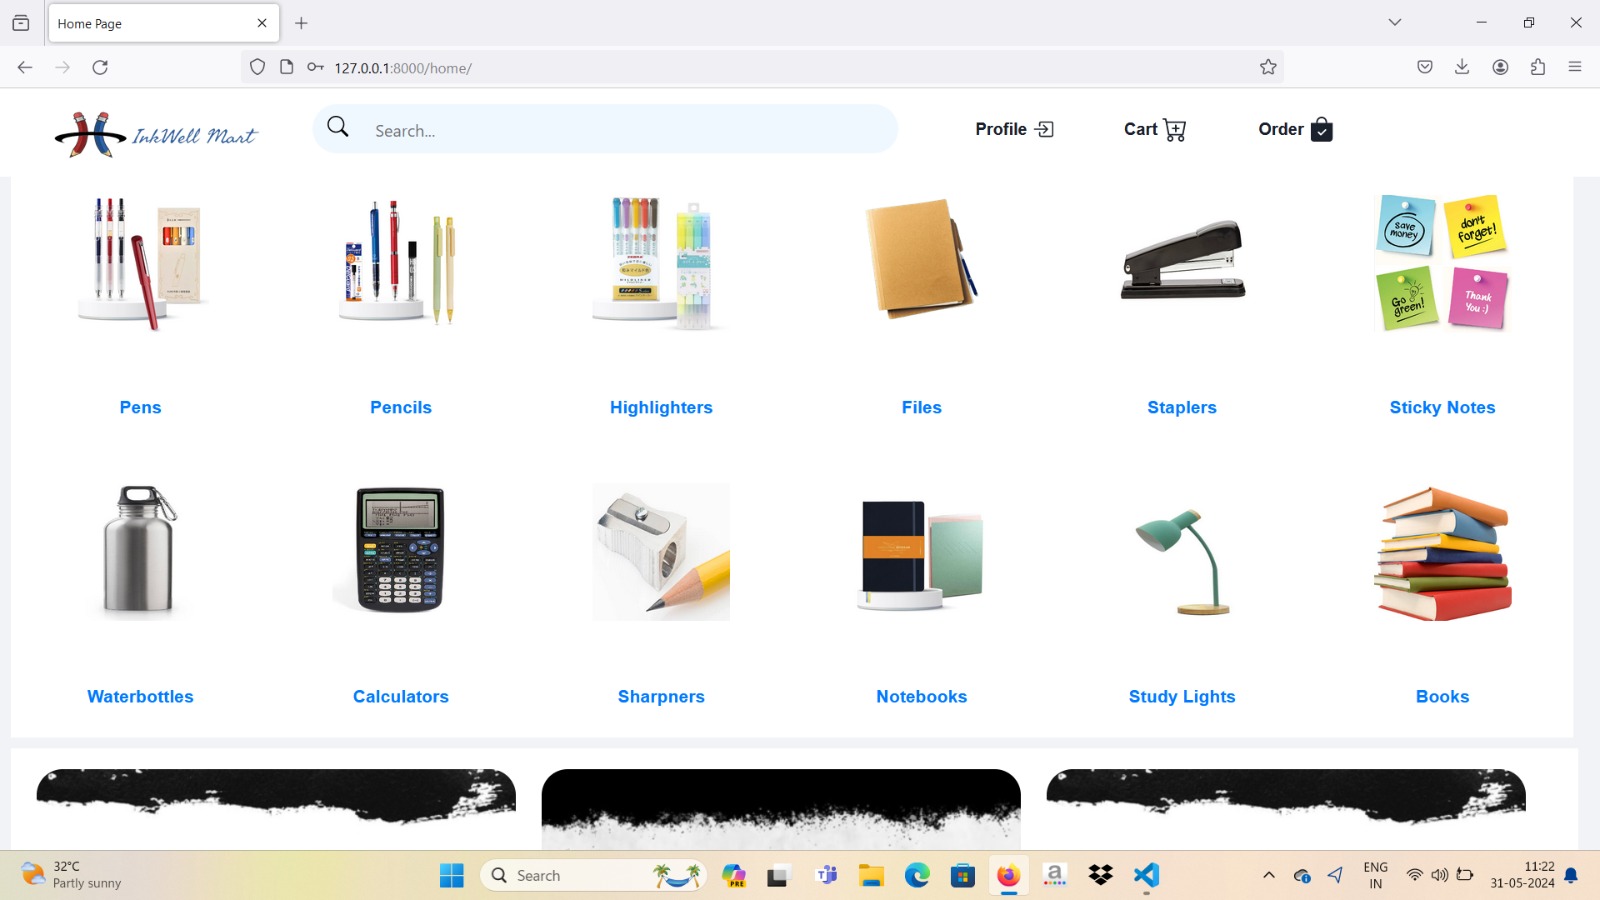 Home Page
127.0.0.1:8000/home/
InkWell Mart
Search...
Profile
Cart
Order
save money
don't forget!
Go green!
Thank You :)
Pens
Pencils
Highlighters
Files
Staplers
Sticky Notes
Waterbottles
Calculators
Sharpners
Notebooks
Study Lights
Books
32°C
Partly sunny
Search
PRE
a
ENG
IN
11:22
31-05-2024